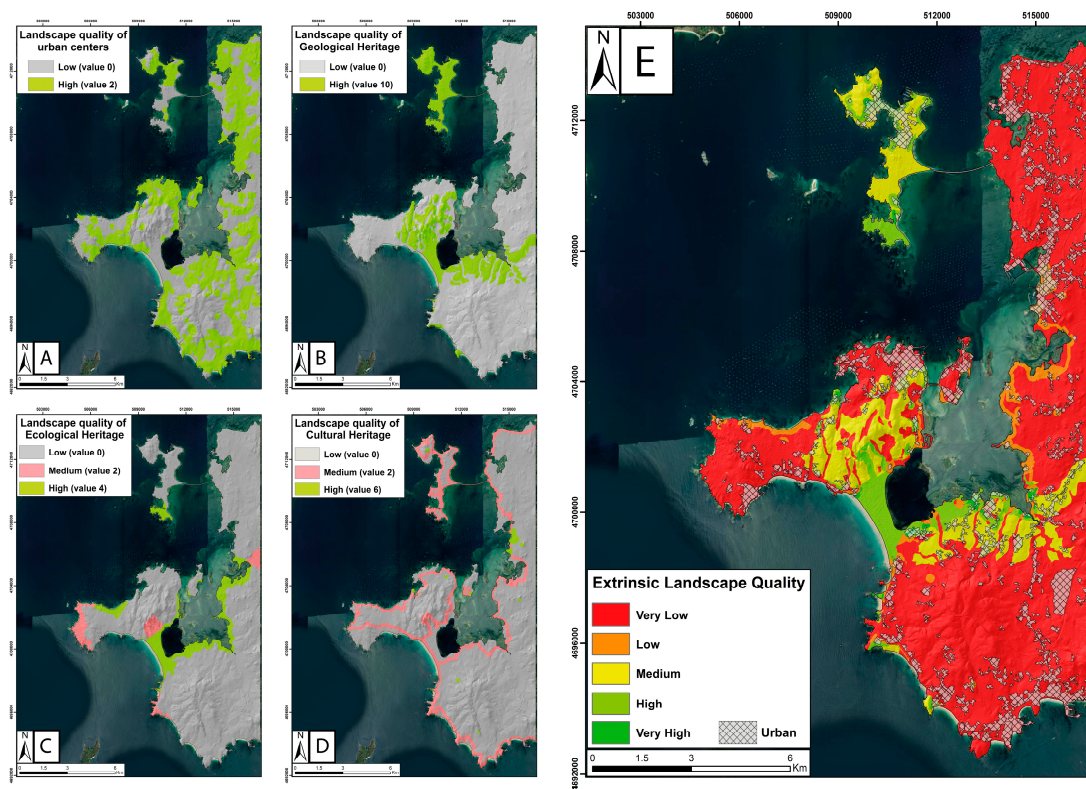 Landscape quality of
urban centers
Low (value 0)
High (value 2)
N
A
0 1.5 3 6
Km
Landscape quality of
Geological Heritage
Low (value 0)
High (value 10)
N
B
0 1.5 3 6
Km
Landscape quality of
Ecological Heritage
Low (value 0)
Medium (value 2)
High (value 4)
N
C
0 1.5 3 6
Km
Landscape quality of
Cultural Heritage
Low (value 0)
Medium (value 2)
High (value 6)
N
D
0 1.5 3 6
Km
503000 506000 509000 512000 515000
N
E
4712000
4708000
4704000
4700000
4696000
4692000
Extrinsic Landscape Quality
Very Low
Low
Medium
High
Very High
Urban
0 1.5 3 6
Km